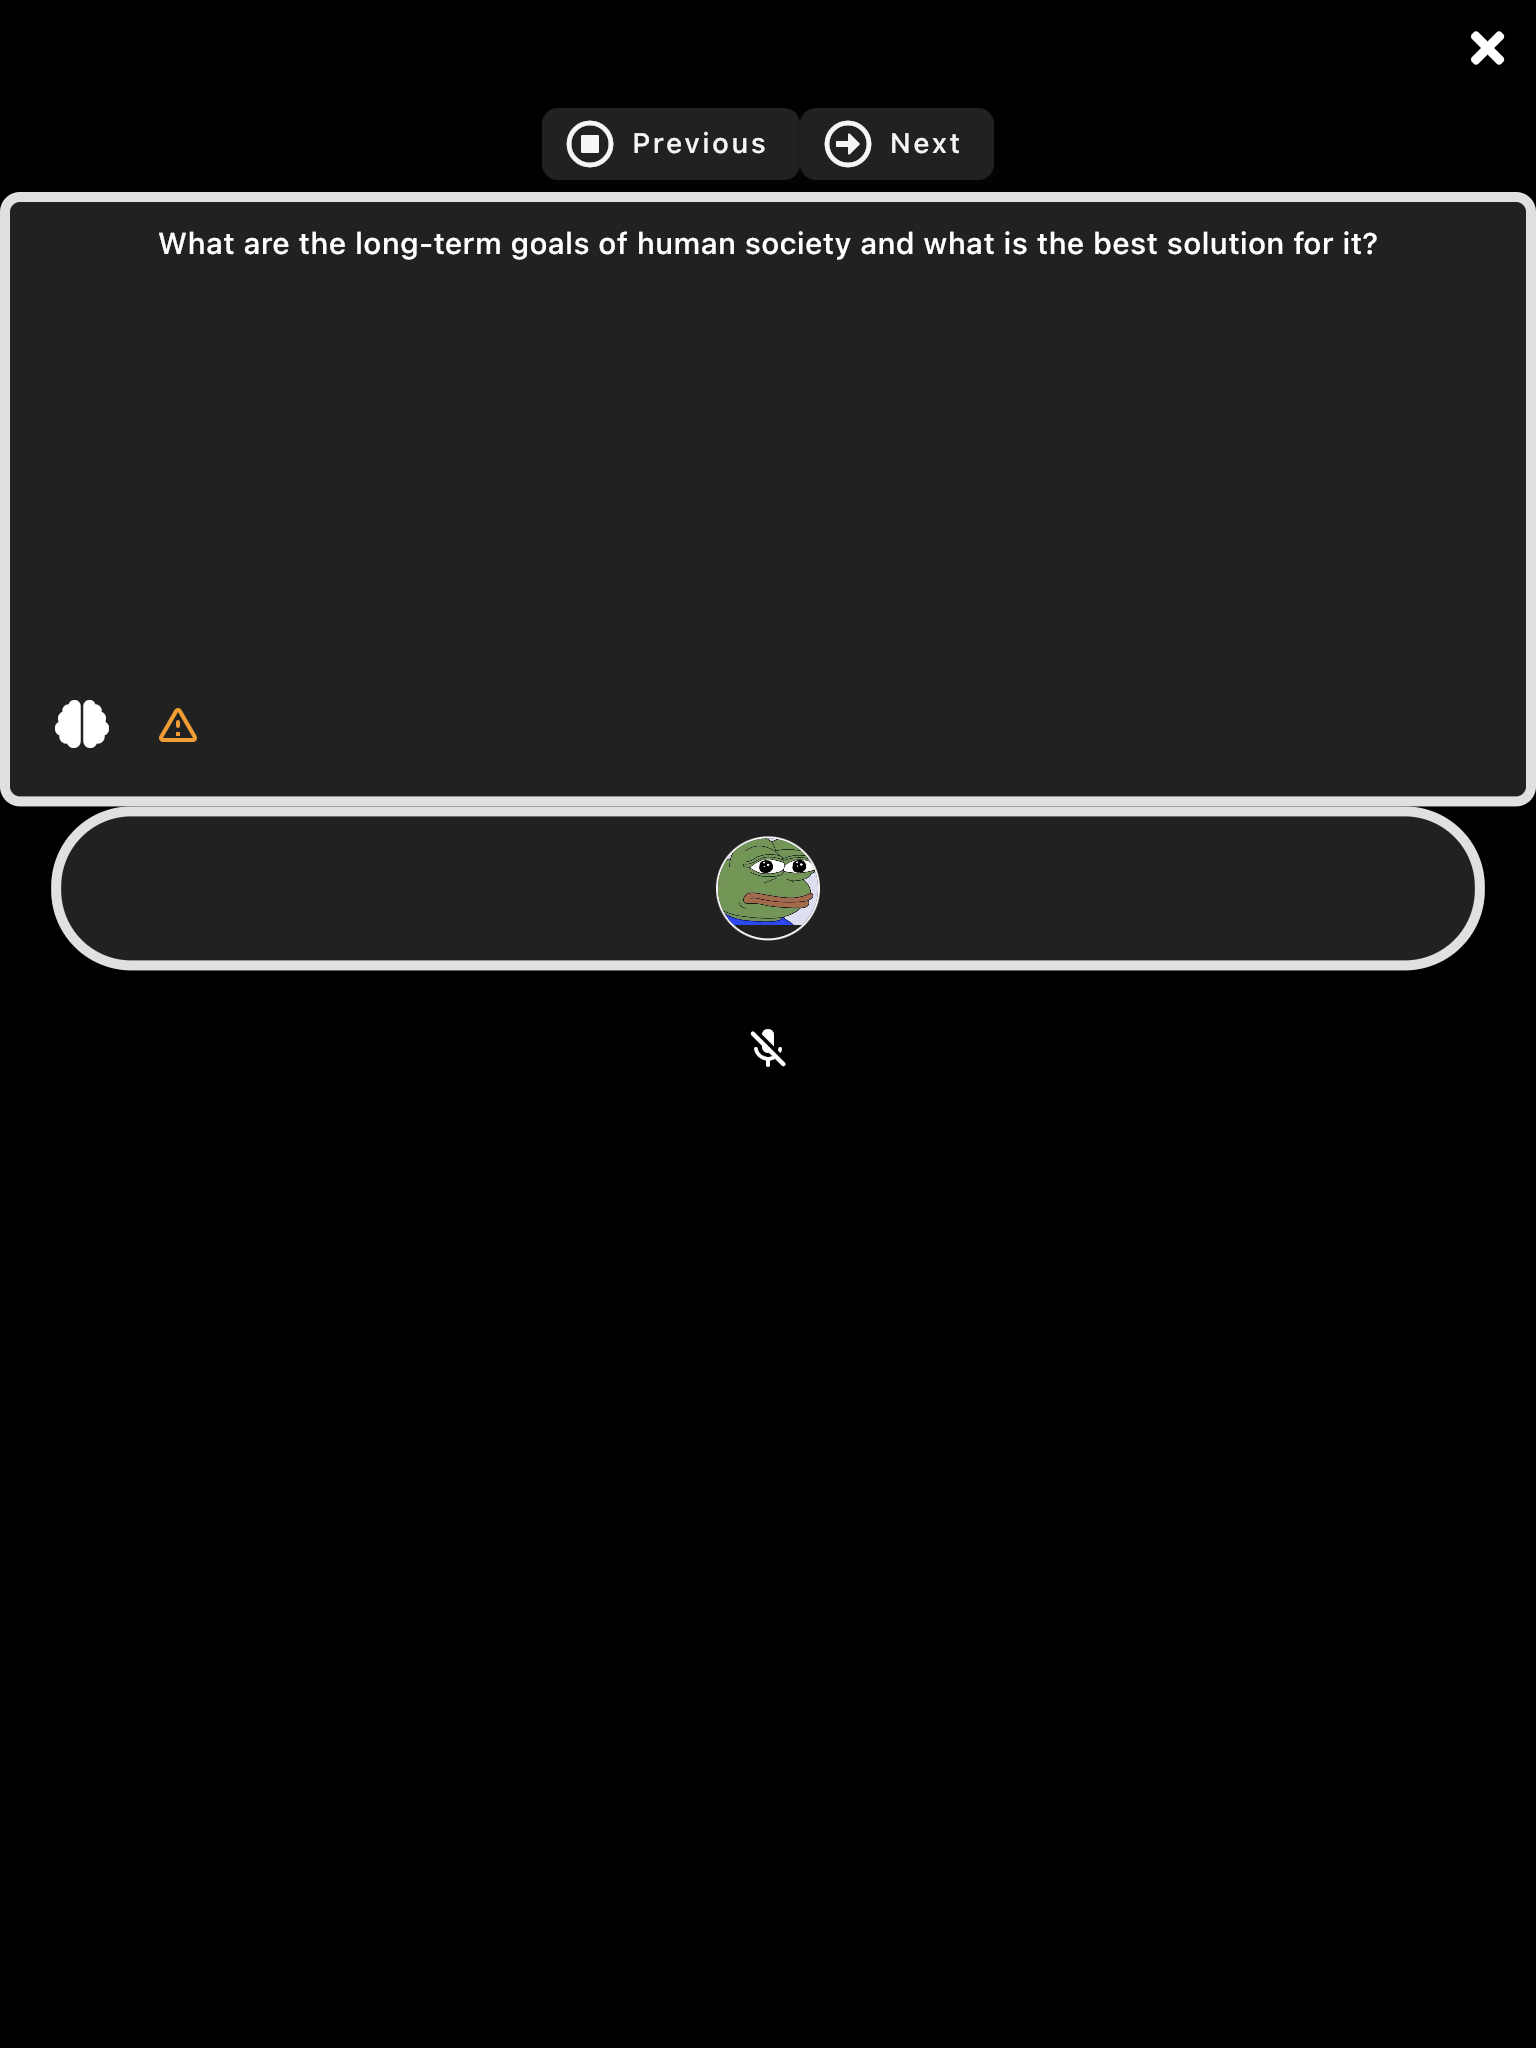 Previous
Next
What are the long-term goals of human society and what is the best solution for it?